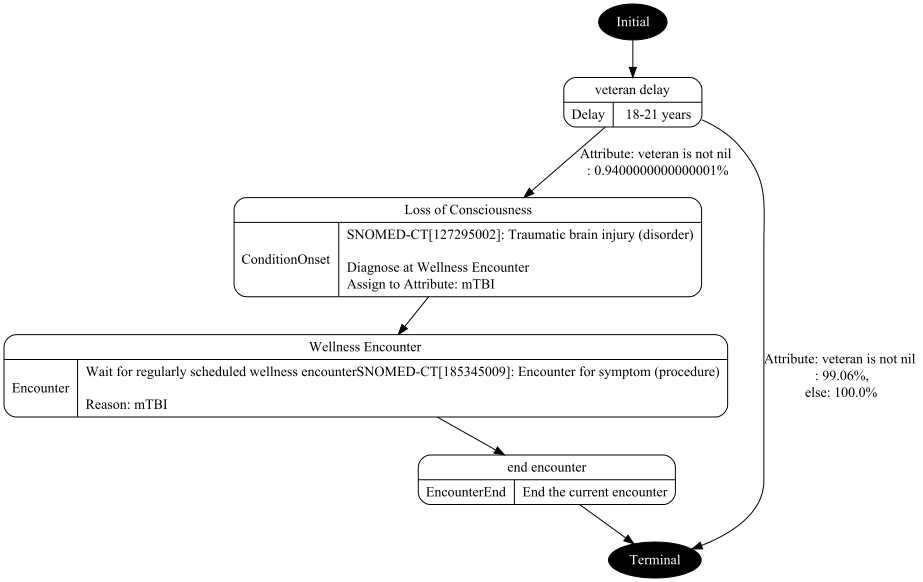 Initial
veteran delay
Delay 18-21 years
Attribute: veteran is not nil
: 0.9400000000000001%
Loss of Consciousness
ConditionOnset
SNOMED-CT[127295002]: Traumatic brain injury (disorder)
Diagnose at Wellness Encounter
Assign to Attribute: mTBI
Wellness Encounter
Encounter
Wait for regularly scheduled wellness encounterSNOMED-CT[185345009]: Encounter for symptom (procedure)
Reason: mTBI
Attribute: veteran is not nil
: 99.06%,
else: 100.0%
end encounter
EncounterEnd End the current encounter
Terminal